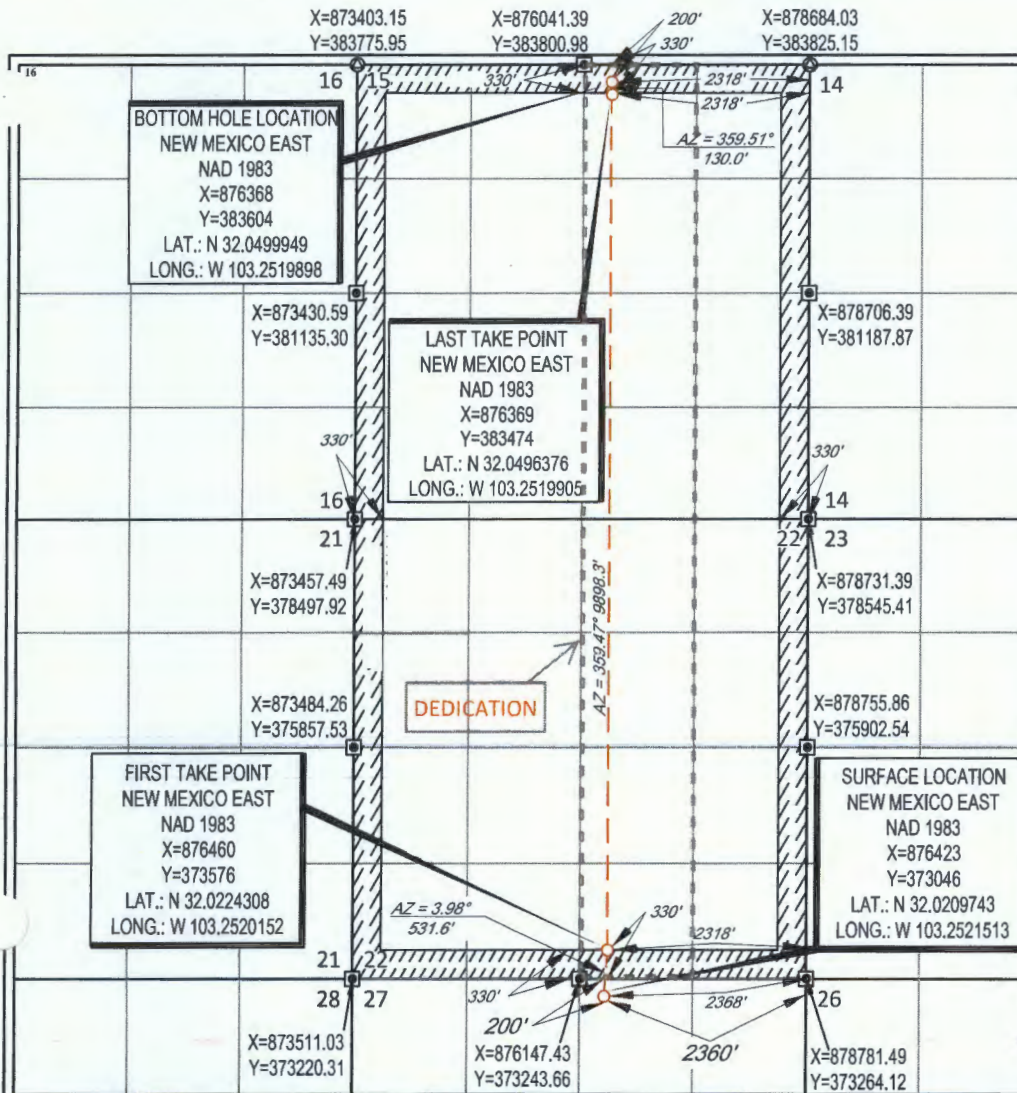 X=873403.15
Y=383775.95
X=876041.39
Y=383800.98
200'
330'
X=878684.03
Y=383825.15
16
16
15
330'
2318'
14
2318'
BOTTOM HOLE LOCATION
NEW MEXICO EAST
NAD 1983
X=876368
Y=383604
LAT.: N 32.0499949
LONG.: W 103.2519898
AZ = 359.51°
130.0'
X=873430.59
Y=381135.30
X=878706.39
Y=381187.87
LAST TAKE POINT
NEW MEXICO EAST
NAD 1983
X=876369
Y=383474
LAT.: N 32.0496376
LONG.: W 103.2519905
330'
330'
16
14
21
22
23
X=873457.49
Y=378497.92
X=878731.39
Y=378545.41
AZ = 359.47° 9898.3'
X=873484.26
Y=375857.53
DEDICATION
X=878755.86
Y=375902.54
FIRST TAKE POINT
NEW MEXICO EAST
NAD 1983
X=876460
Y=373576
LAT.: N 32.0224308
LONG.: W 103.2520152
SURFACE LOCATION
NEW MEXICO EAST
NAD 1983
X=876423
Y=373046
LAT.: N 32.0209743
LONG.: W 103.2521513
AZ = 3.98°
531.6'
330'
2318'
21
22
28
27
330'
2368'
26
200'
2360'
X=873511.03
Y=373220.31
X=876147.43
Y=373243.66
X=878781.49
Y=373264.12